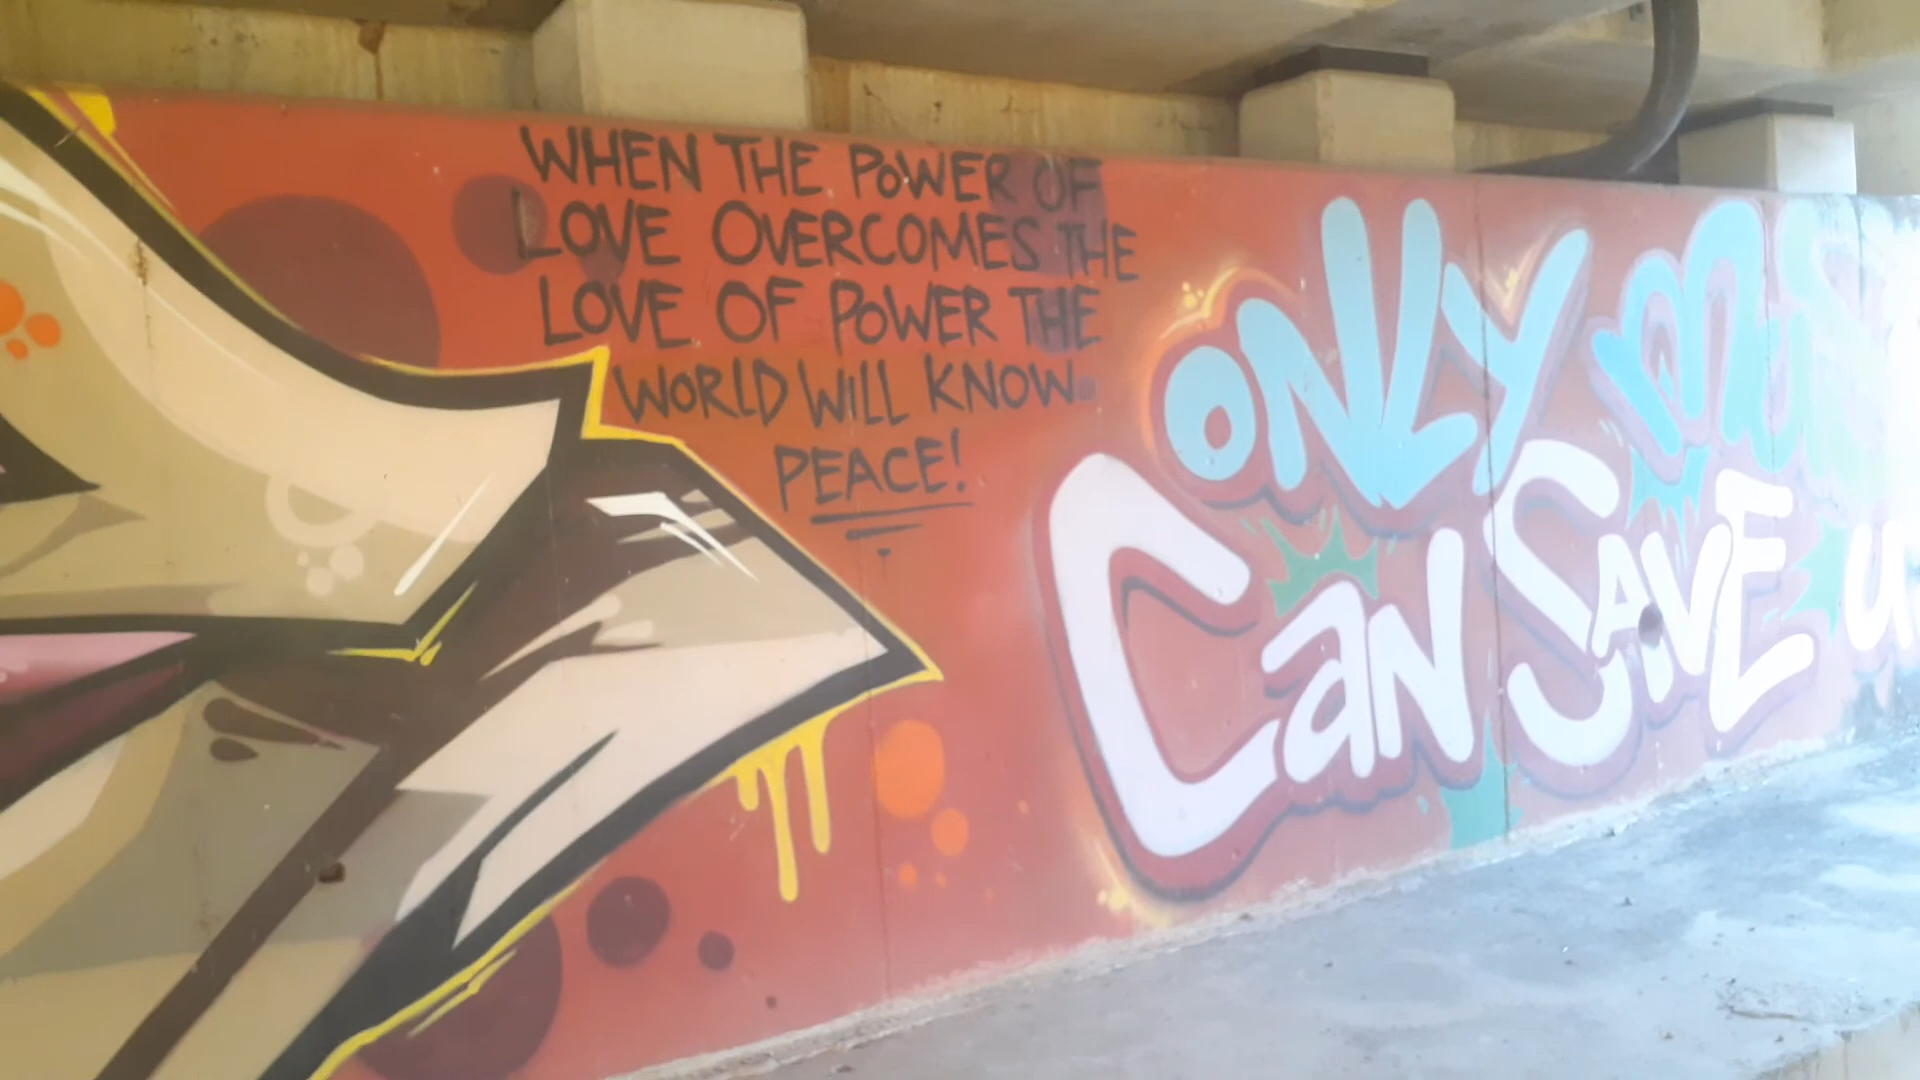 WHEN THE POWER OF
LOVE OVERCOMES THE
LOVE OF POWER THE
WORLD WILL KNOW
PEACE!
ONLY
Can SAVE